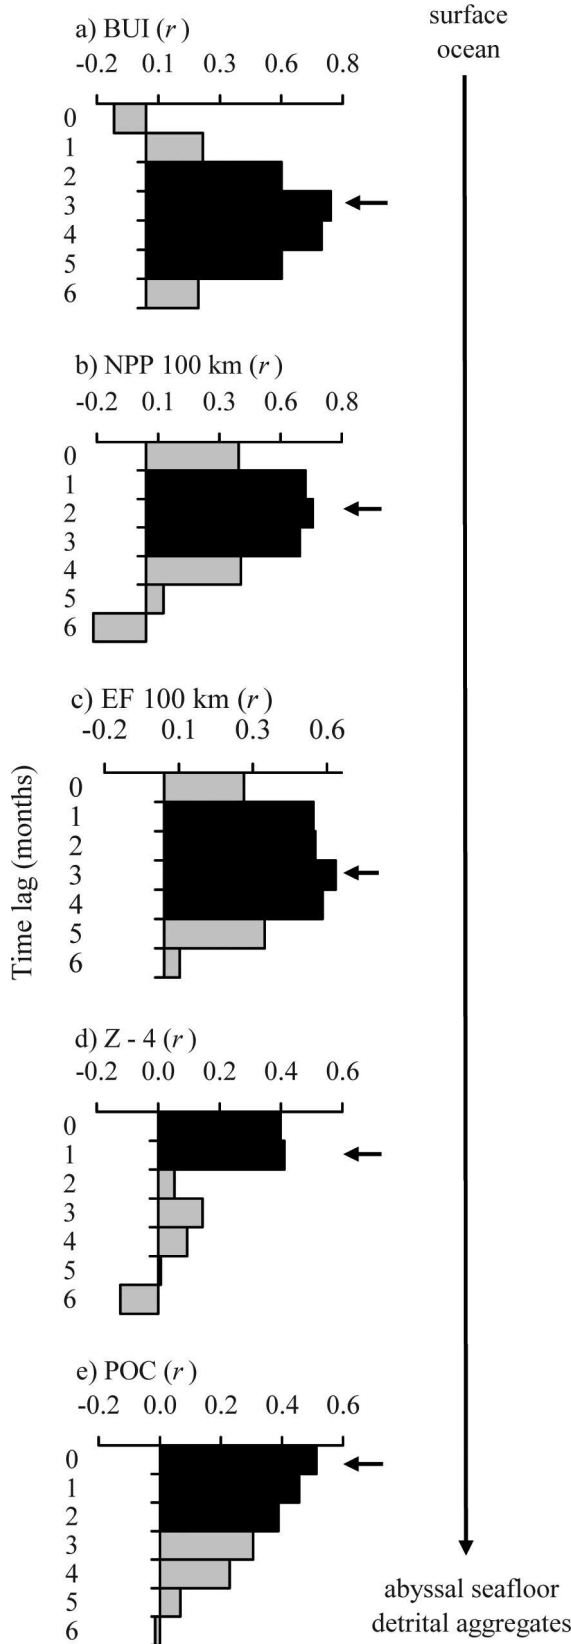 surface
ocean
a) BUI (r)
-0.2 0.1 0.3 0.6 0.8
0
1
2
3
4
5
6
b) NPP 100 km (r)
-0.2 0.1 0.3 0.6 0.8
0
1
2
3
4
5
6
c) EF 100 km (r)
-0.2 0.1 0.3 0.6
0
1
2
3
4
5
6
Time lag (months)
d) Z - 4 (r)
-0.2 0.0 0.2 0.4 0.6
0
1
2
3
4
5
6
e) POC (r)
-0.2 0.0 0.2 0.4 0.6
0
1
2
3
4
5
6
abyssal seafloor
detrital aggregates